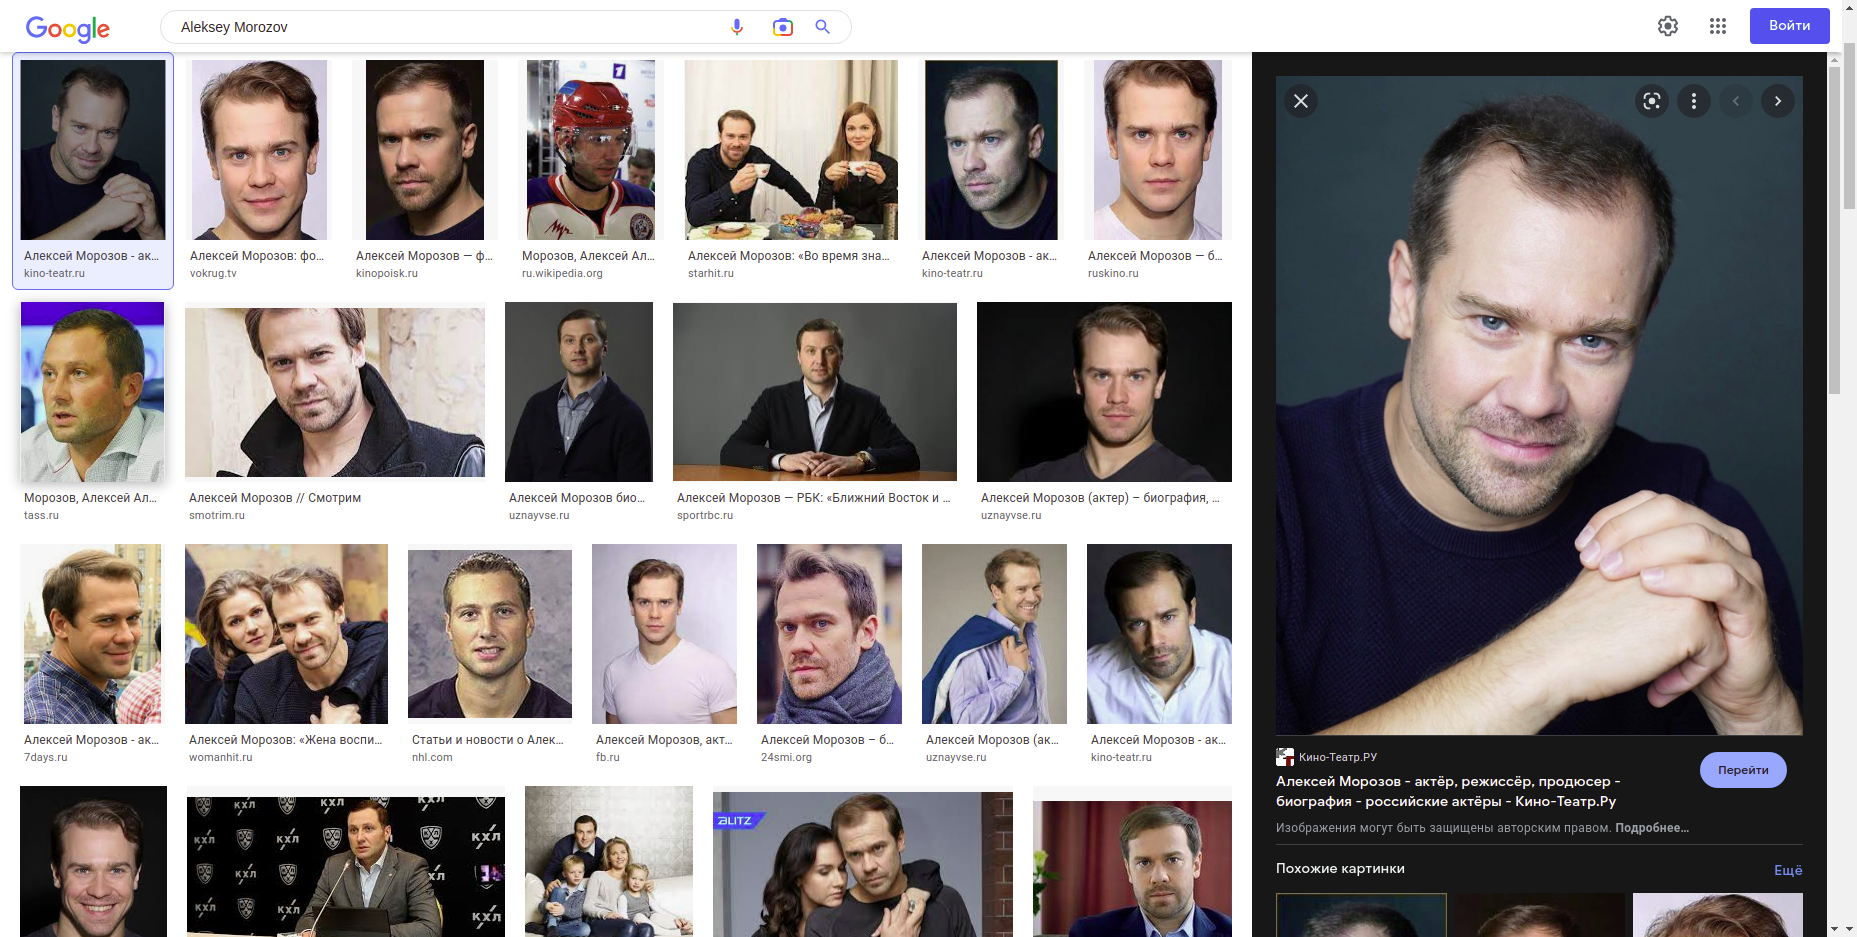 Google
Aleksey Morozov
Войти
Алексей Морозов - ак...
kino-teatr.ru
Алексей Морозов: фо...
vokrug.tv
Алексей Морозов — ф...
kinopoisk.ru
Морозов, Алексей Ал...
ru.wikipedia.org
Алексей Морозов: «Во время зна...
starhit.ru
Алексей Морозов - ак...
kino-teatr.ru
Алексей Морозов — б...
ruskino.ru
Морозов, Алексей Ал...
tass.ru
Алексей Морозов // Смотрим
smotrim.ru
Алексей Морозов био...
uznayvse.ru
Алексей Морозов — РБК: «Ближний Восток и ...
sportrbc.ru
Алексей Морозов (актер) – биография, ...
uznayvse.ru
Алексей Морозов - ак...
7days.ru
Алексей Морозов: «Жена воспи...
womanhit.ru
Статьи и новости о Алек...
nhl.com
Алексей Морозов, акт...
fb.ru
Алексей Морозов – б...
24smi.org
Алексей Морозов (ак...
uznayvse.ru
Алексей Морозов - ак...
kino-teatr.ru
КХЛ
BLITZ
Кино-Театр.РУ
Алексей Морозов - актёр, режиссёр, продюсер -
биография - российские актёры - Кино-Театр.Ру
Перейти
Изображения могут быть защищены авторским правом. Подробнее...
Похожие картинки
Ещё